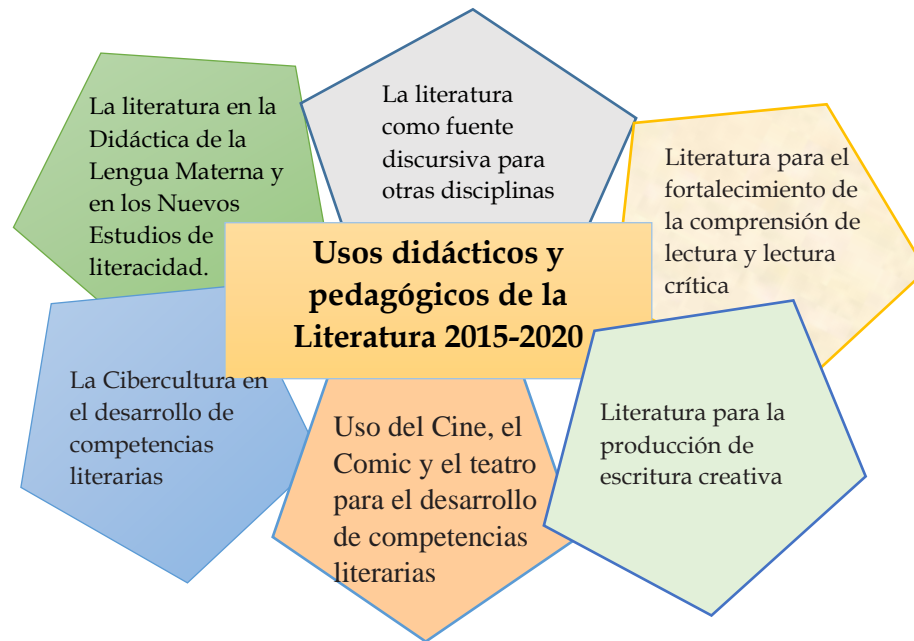 La literatura en la
Didáctica de la
Lengua Materna y
en los Nuevos
Estudios de
literacidad.
La literatura
como fuente
discursiva para
otras disciplinas
Literatura para el
fortalecimiento de
la comprensión de
lectura y lectura
crítica
Usos didácticos y
pedagógicos de la
Literatura 2015-2020
La Cibercultura en
el desarrollo de
competencias
literarias
Uso del Cine, el
Comic y el teatro
para el desarrollo
de competencias
literarias
Literatura para la
producción de
escritura creativa